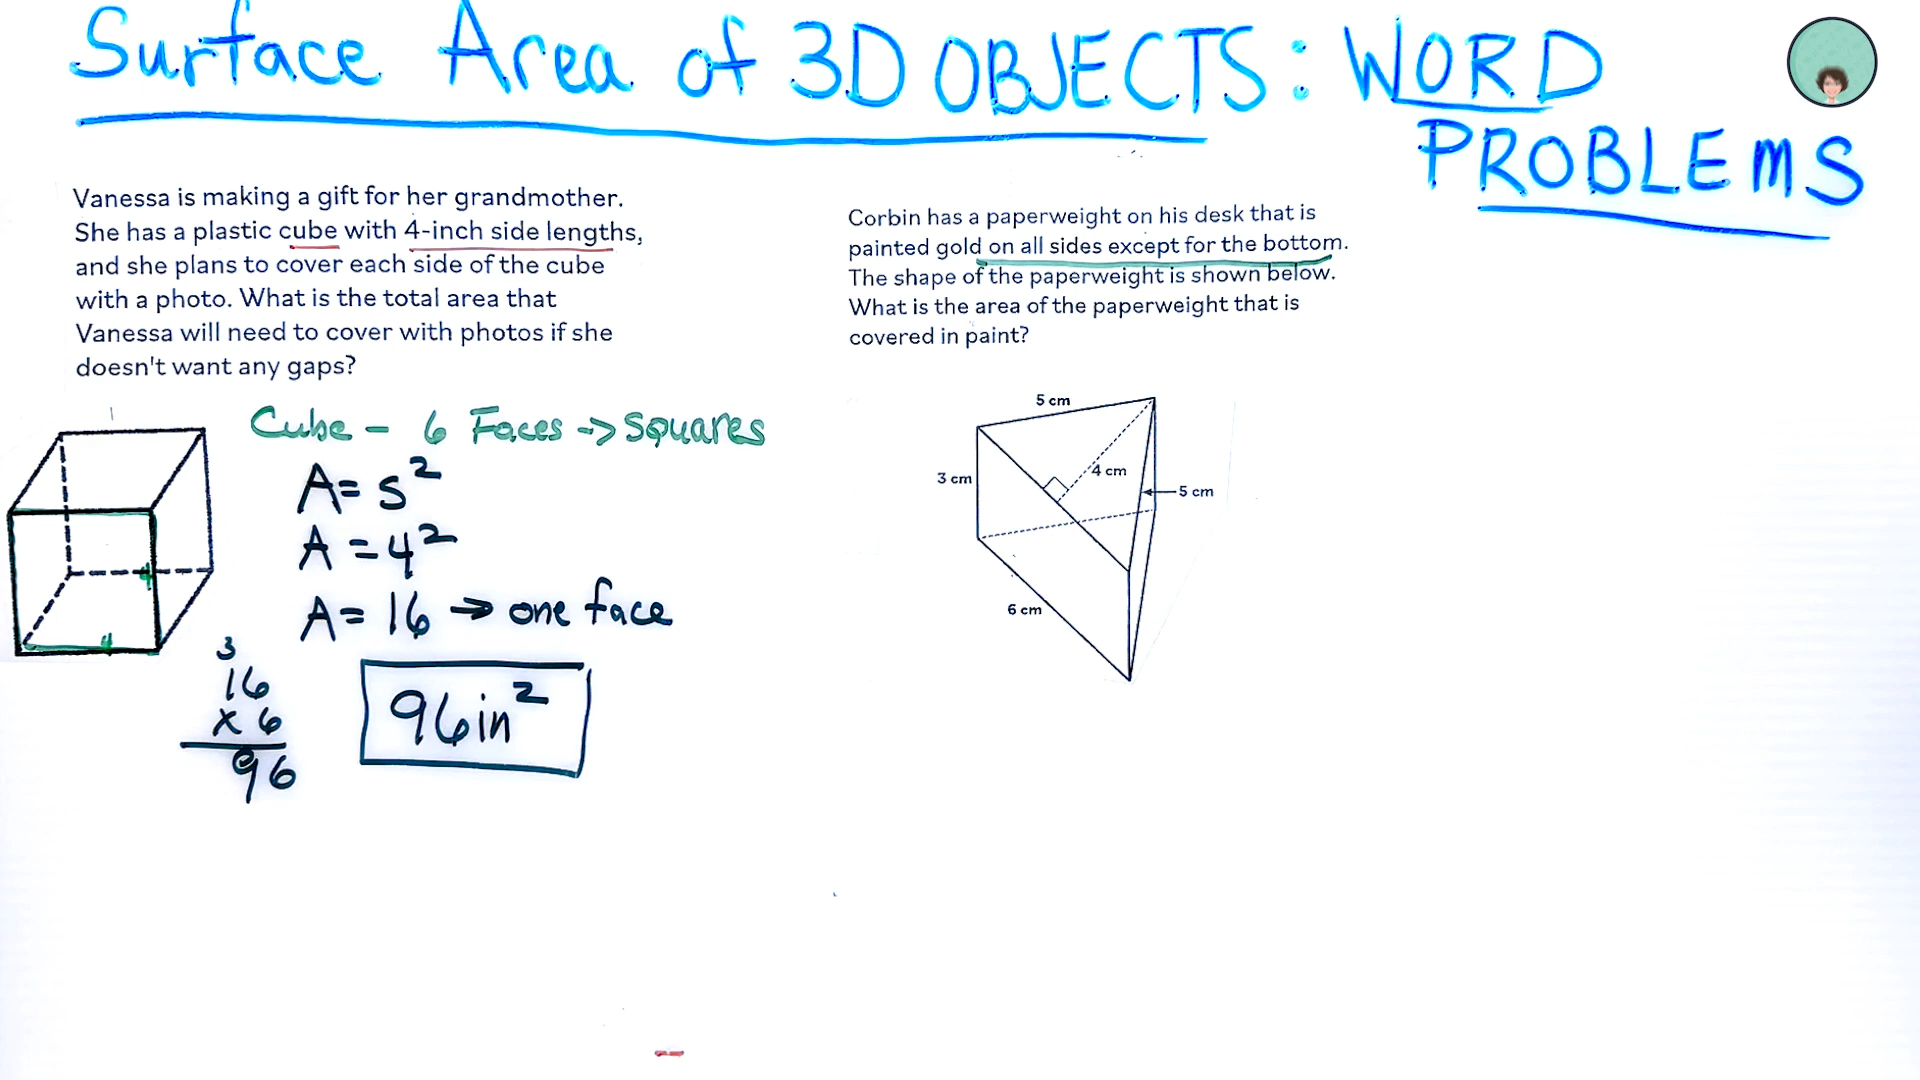 Surface Area of 3D OBJECTS: WORD
PROBLEMS
Vanessa is making a gift for her grandmother.
She has a plastic cube with 4-inch side lengths,
and she plans to cover each side of the cube
with a photo. What is the total area that
Vanessa will need to cover with photos if she
doesn't want any gaps?
Cube - 6 Faces -> Squares
A = s²
A = 4²
A = 16 → one face
4
4
3
16
x 6
96
96in²
Corbin has a paperweight on his desk that is
painted gold on all sides except for the bottom.
The shape of the paperweight is shown below.
What is the area of the paperweight that is
covered in paint?
5 cm
4 cm
3 cm
5 cm
6 cm